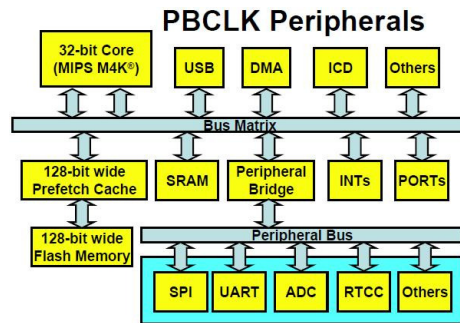 PBCLK Peripherals
32-bit Core
(MIPS M4K®)
USB
DMA
ICD
Others
Bus Matrix
128-bit wide
Prefetch Cache
SRAM
Peripheral
Bridge
INTs
PORTs
128-bit wide
Flash Memory
Peripheral Bus
SPI
UART
ADC
RTCC
Others